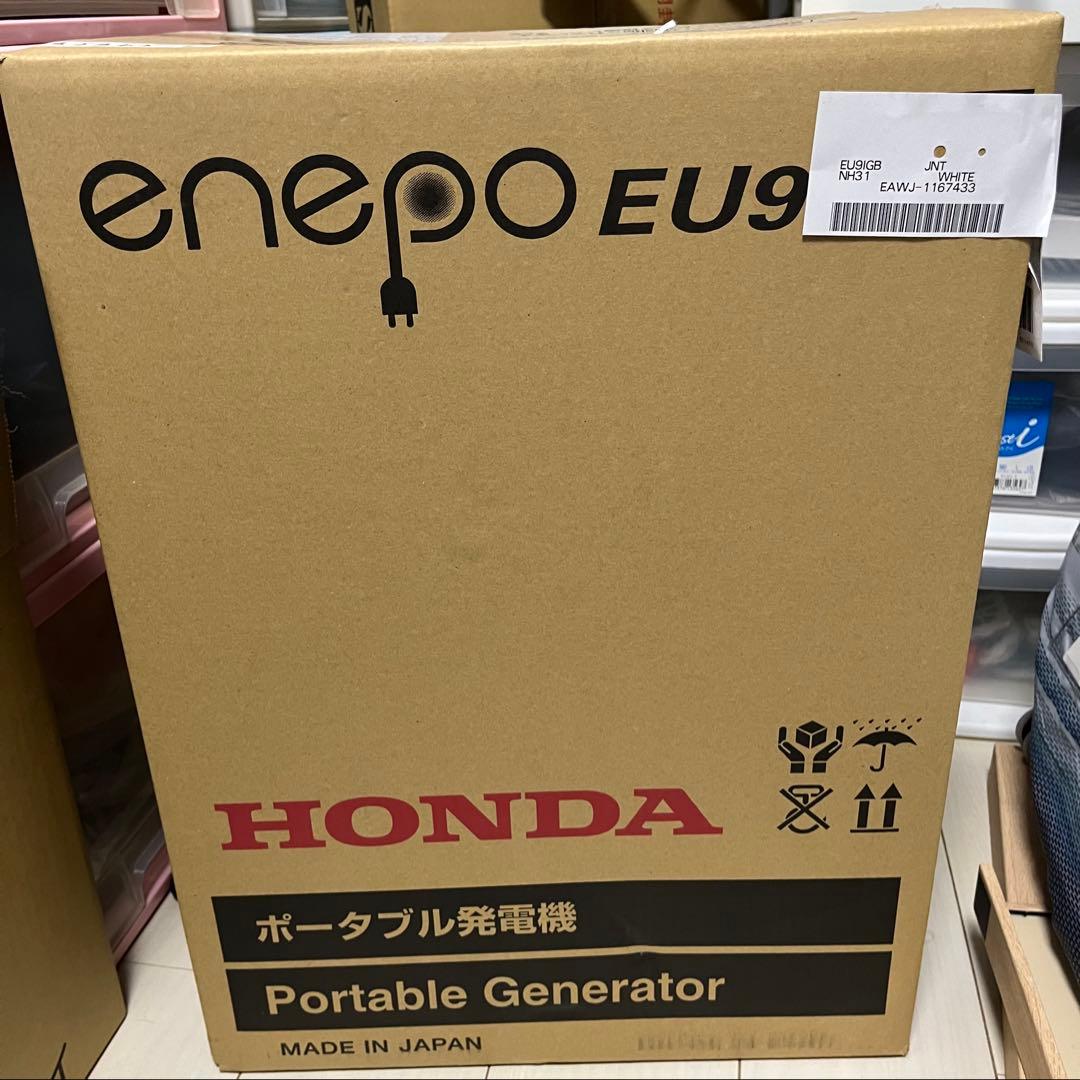 enepo EU9
EU9IGB JNT
NH31 WHITE
EAWJ-1167433
i
HONDA
ポータブル発電機
Portable Generator
MADE IN JAPAN